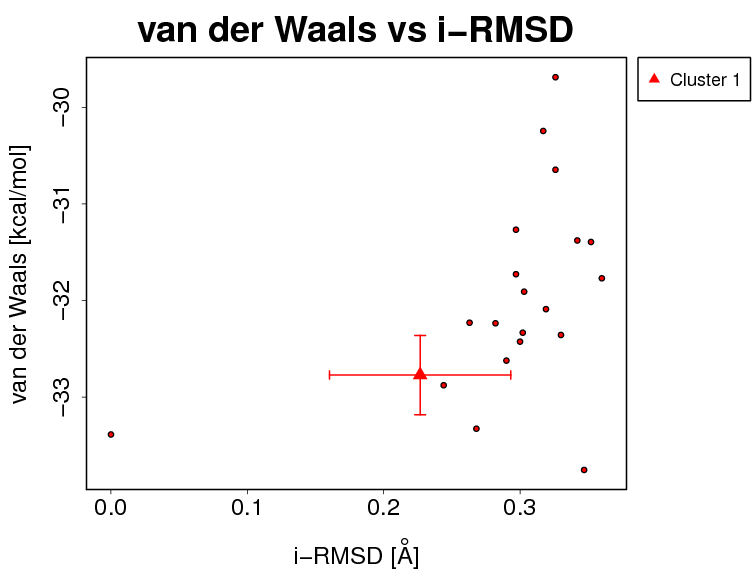 van der Waals vs i−RMSD
Cluster 1
van der Waals [kcal/mol]
−30
−31
−32
−33
0.0 0.1 0.2 0.3
i−RMSD [Å]